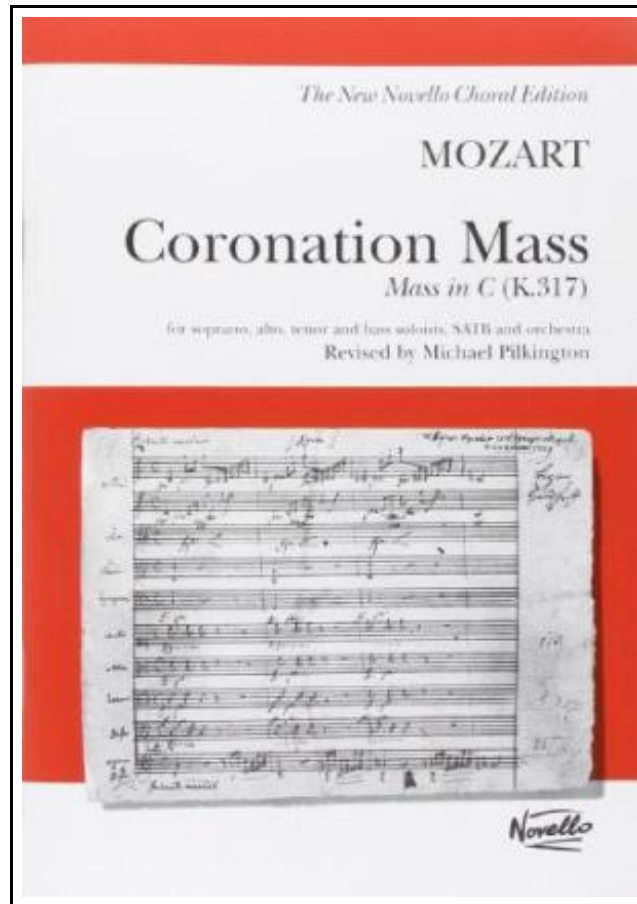 The New Novello Choral Edition
MOZART
Coronation Mass
Mass in C (K.317)
for soprano, alto, tenor and bass soloists, SATB and orchestra
Revised by Michael Pilkington
Novello